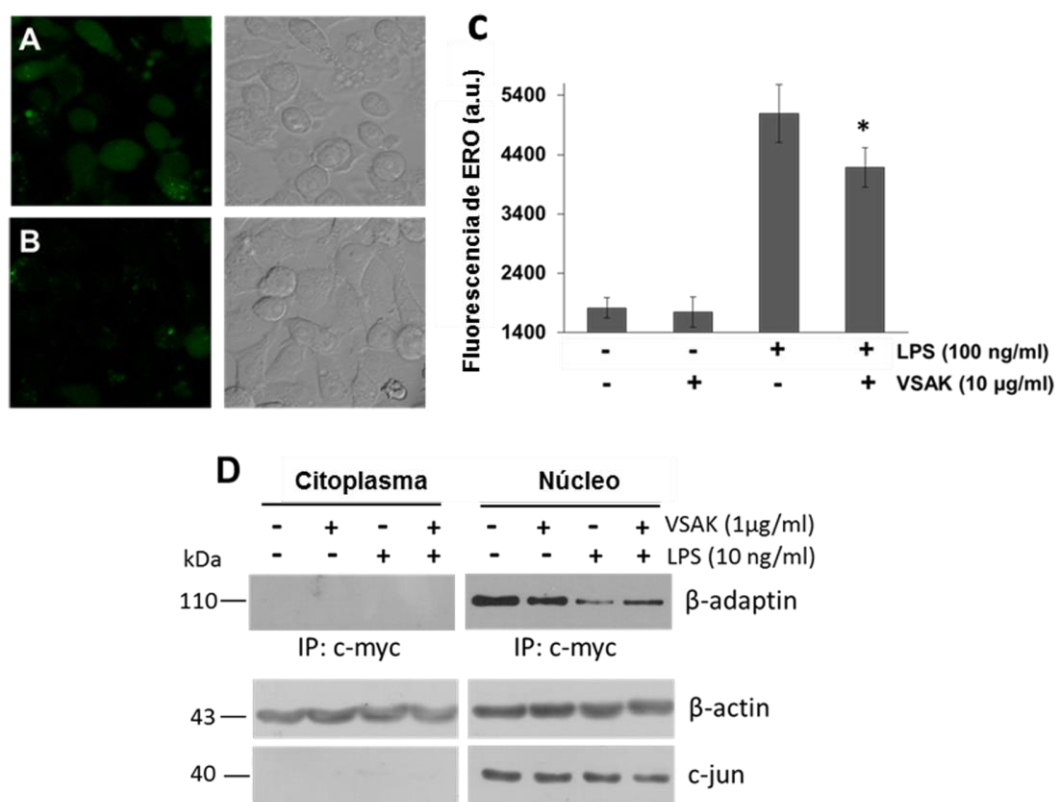 A
B
C
Fluorescencia de ERO (a.u.)
5400
4400
3400
2400
1400
*
- - + + LPS (100 ng/ml)
- + - + VSAK (10 µg/ml)
D
Citoplasma Núcleo
- + - + - + - + VSAK (1µg/ml)
kDa - - + + - - + + LPS (10 ng/ml)
110 β-adaptin
IP: c-myc IP: c-myc
43 β-actin
40 c-jun